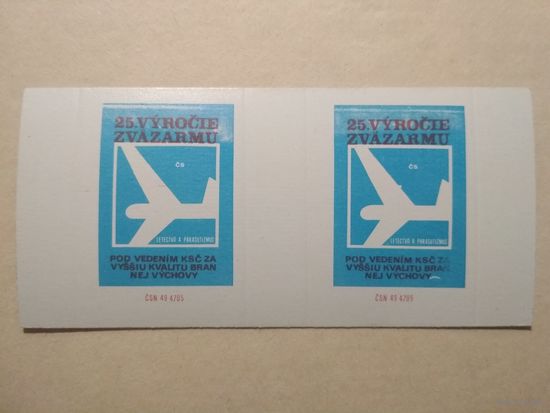 25. VÝROČIE
ZVÄZARMU
ČS
LETECTVO A PARAŠUTIZMUS
POD VEDENÍM KSČ ZA
VYŠŠIU KVALITU BRAN
NEJ VÝCHOVY
ČSN 49 4705
25. VÝROČIE
ZVÄZARMU
ČS
LETECTVO A PARAŠUTIZMUS
POD VEDENÍM KSČ ZA
VYŠŠIU KVALITU BRAN
NEJ VÝCHOVY
ČSN 49 4705